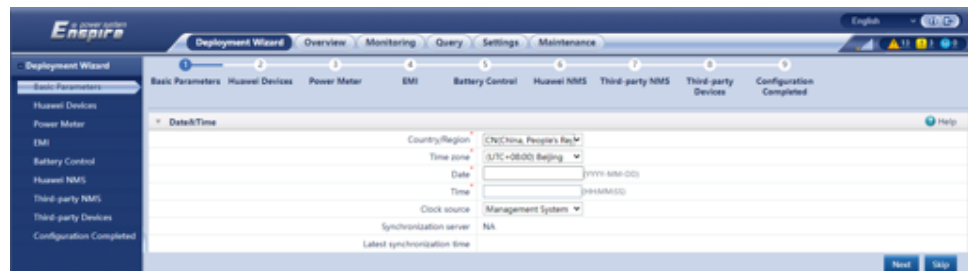 e power system
Enspire
English
Deployment Wizard Overview Monitoring Query Settings Maintenance
Deployment Wizard
Basic Parameters
Huawei Devices
Power Meter
EMI
Battery Control
Huawei NMS
Third-party NMS
Third-party Devices
Configuration Completed
1 2 3 4 5 6 7 8 9
Basic Parameters Huawei Devices Power Meter EMI Battery Control Huawei NMS Third-party NMS Third-party Devices Configuration Completed
Date&Time Help
Country/Region * CN(China, People's Re
Time zone * (UTC+08:00) Beijing
Date * (YYYY-MM-DD)
Time * (HH:MM:SS)
Clock source Management System
Synchronization server NA
Latest synchronization time
Next Skip